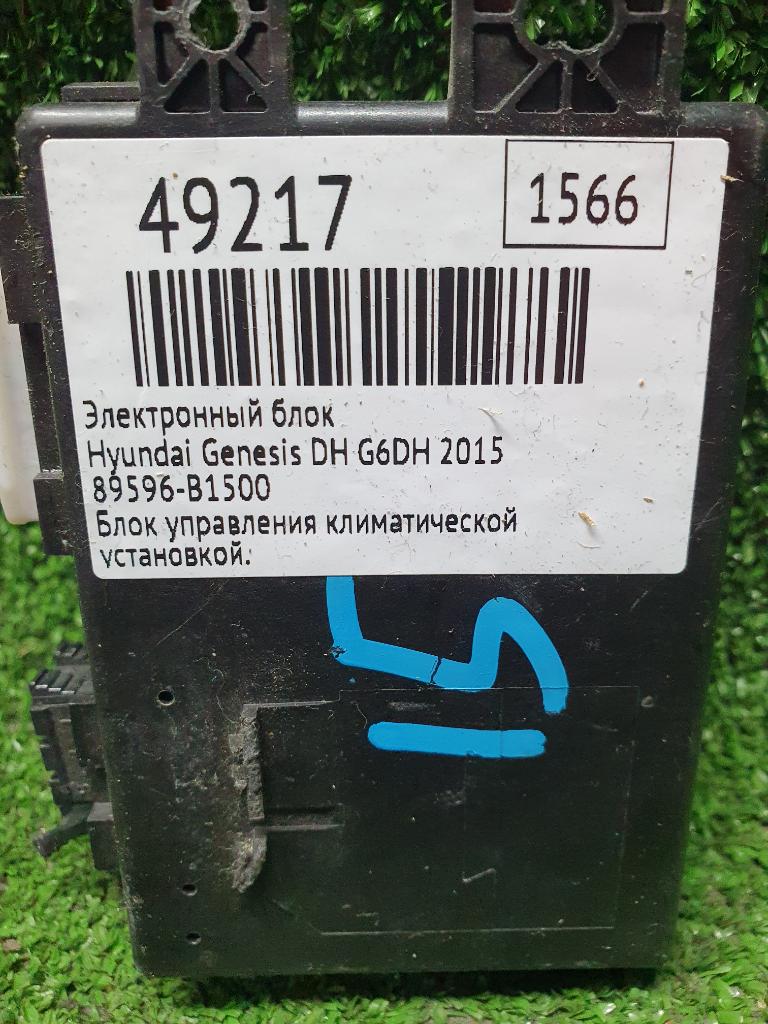 49217
1566
Электронный блок
Hyundai Genesis DH G6DH 2015
89596-B1500
Блок управления климатической
установкой.